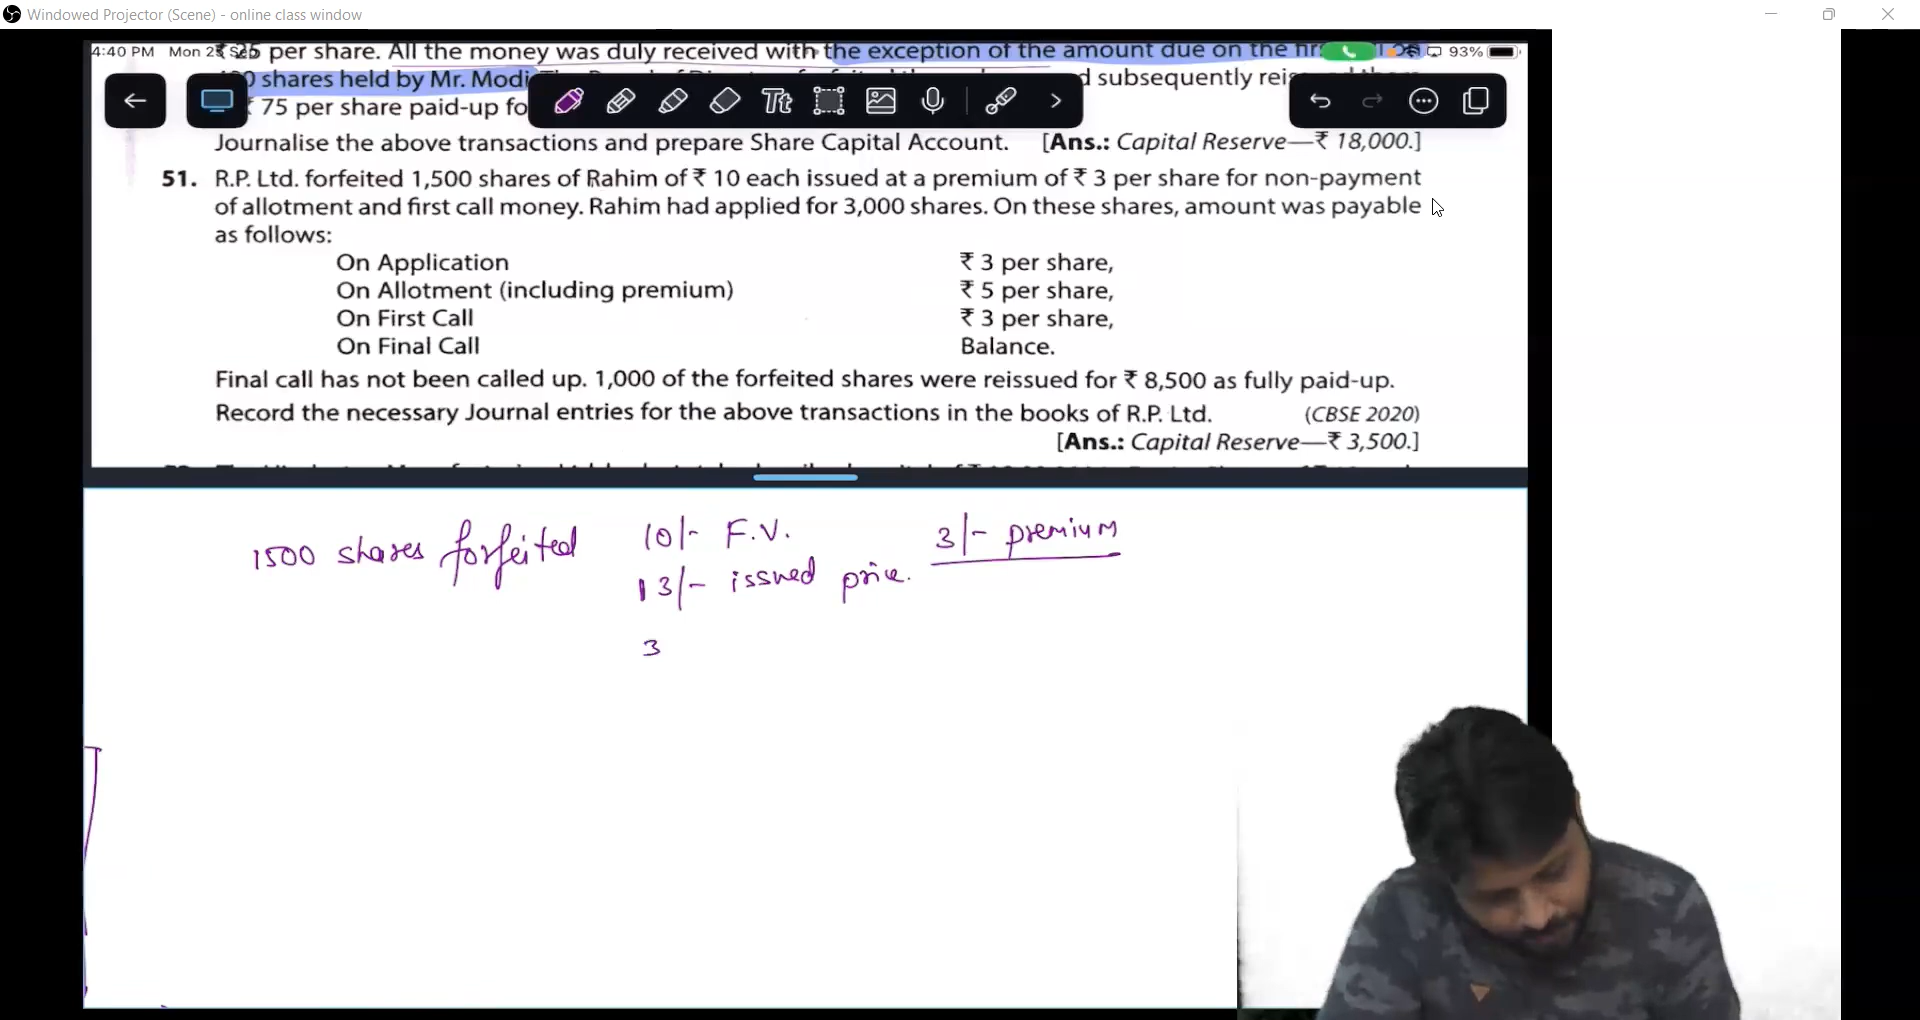 Windowed Projector (Scene) - online class window
4:40 PM Mon 2 Sep 93%
₹ 25 per share. All the money was duly received with the exception of the amount due on the
shares held by Mr. Modi subsequently
₹ 75 per share paid-up
Tt
Journalise the above transactions and prepare Share Capital Account. [Ans.: Capital Reserve—₹ 18,000.]
51. R.P. Ltd. forfeited 1,500 shares of Rahim of ₹ 10 each issued at a premium of ₹ 3 per share for non-payment
of allotment and first call money. Rahim had applied for 3,000 shares. On these shares, amount was payable
as follows:
On Application ₹ 3 per share,
On Allotment (including premium) ₹ 5 per share,
On First Call ₹ 3 per share,
On Final Call Balance.
Final call has not been called up. 1,000 of the forfeited shares were reissued for ₹ 8,500 as fully paid-up.
Record the necessary Journal entries for the above transactions in the books of R.P. Ltd. (CBSE 2020)
[Ans.: Capital Reserve—₹ 3,500.]
1500 shares forfeited 10/- F.V. 3/- premium
13/- issued price.
3